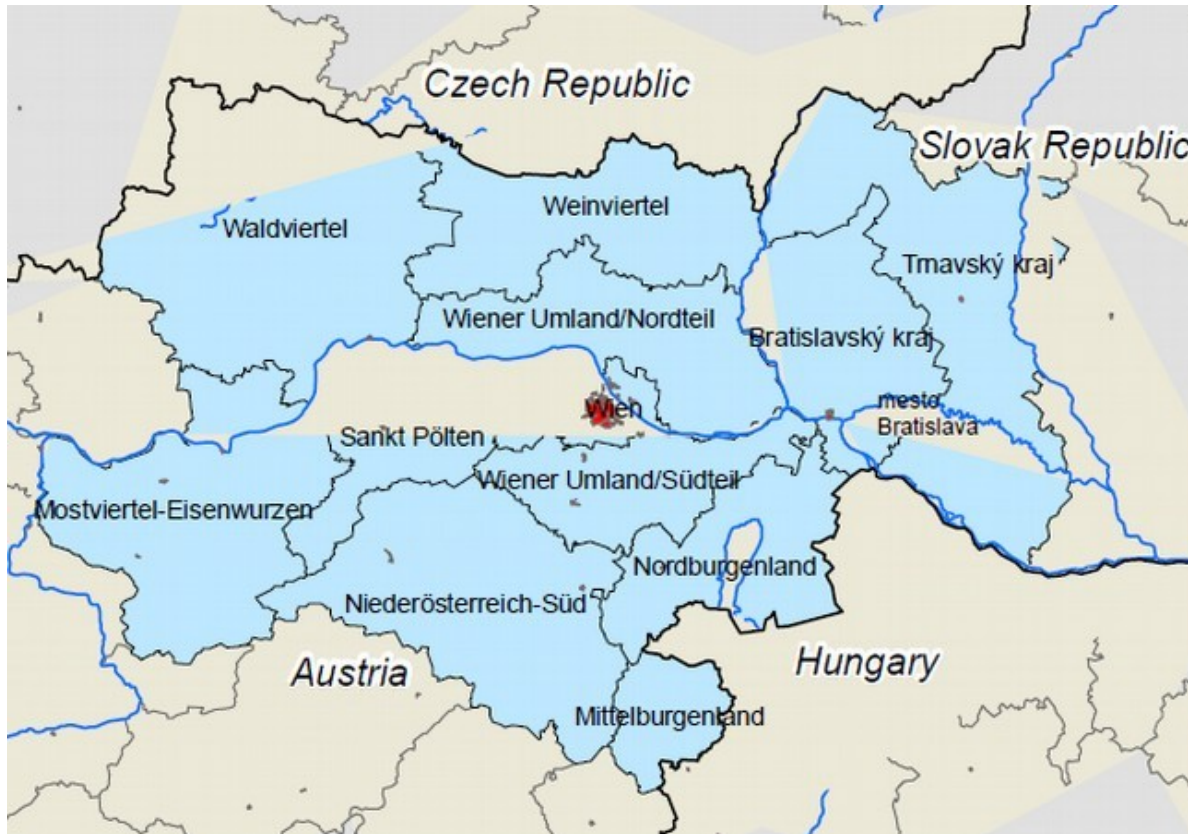 Czech Republic
Slovak Republic
Weinviertel
Waldviertel
Trnavský kraj
Wiener Umland/Nordteil
Bratislavský kraj
mesto
Bratislava
Wien
Sankt Pölten
Wiener Umland/Südteil
Mostviertel-Eisenwurzen
Nordburgenland
Niederösterreich-Süd
Hungary
Austria
Mittelburgenland